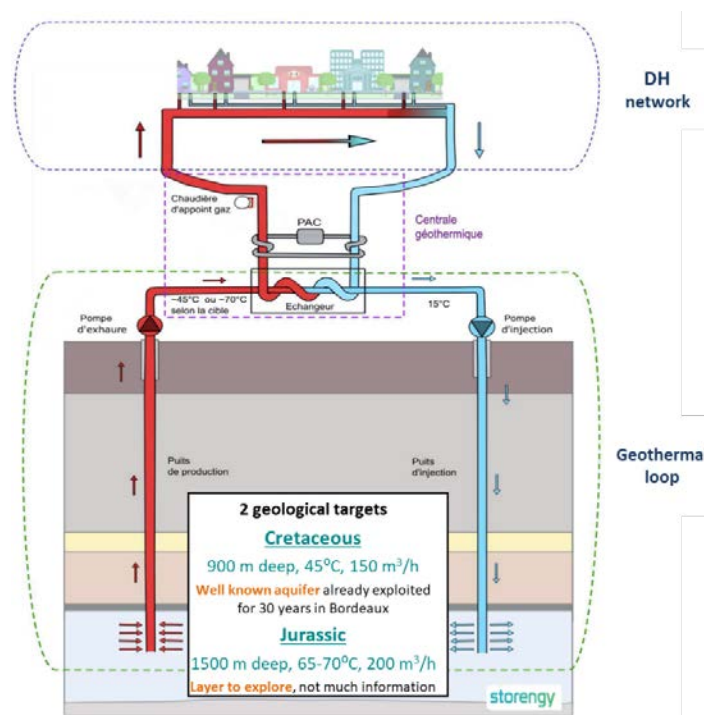 DH
network
Chaudière
d'appoint gaz
PAC
Centrale
géothermique
~45°C ou ~70°C
selon la cible
Echangeur
15°C
Pompe
d'exhaure
Pompe
d'injection
Geotherma
loop
Puits
de production
Puits
d'injection
2 geological targets
Cretaceous
900 m deep, 45°C, 150 m³/h
Well known aquifer already exploited
for 30 years in Bordeaux
Jurassic
1500 m deep, 65-70°C, 200 m³/h
Layer to explore, not much information
storengy